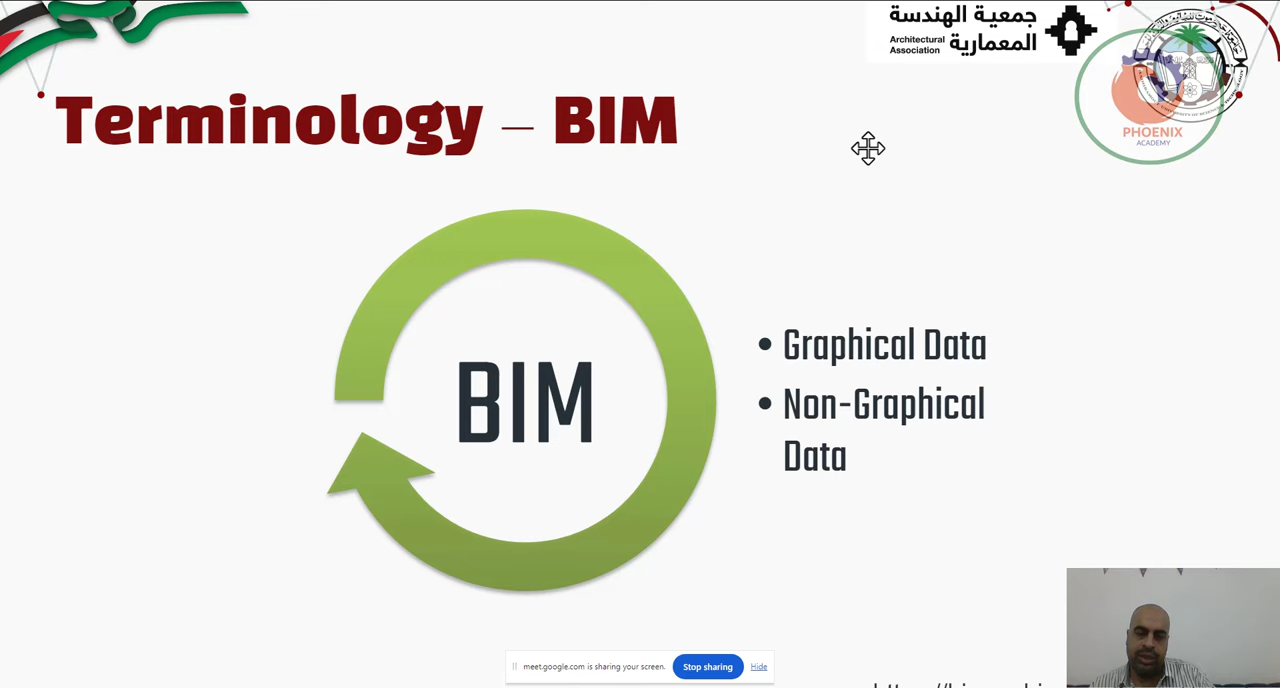 جمعية الهندسة
المعمارية
Architectural
Association
PHOENIX
ACADEMY
Terminology – BIM
BIM
• Graphical Data
• Non-Graphical
Data
meet.google.com is sharing your screen.
Stop sharing
Hide